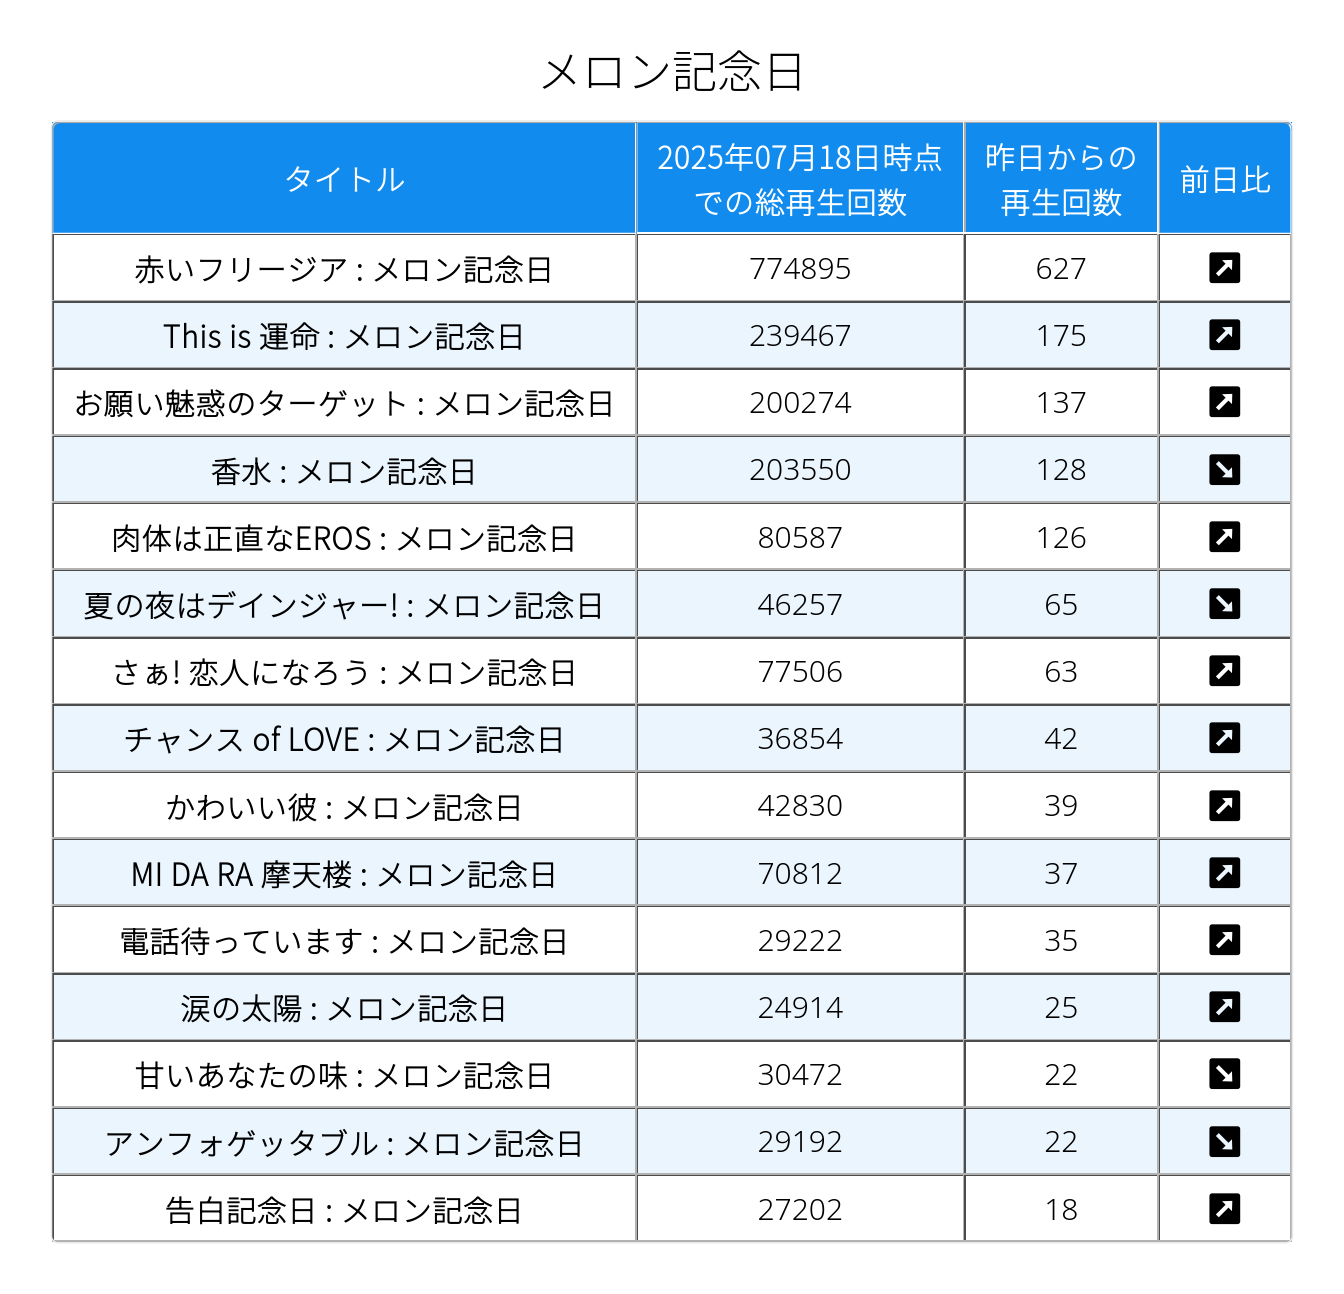 メロン記念日
タイトル 2025年07月18日時点での総再生回数 昨日からの再生回数 前日比
赤いフリージア : メロン記念日 774895 627 ↗
This is 運命 : メロン記念日 239467 175 ↗
お願い魅惑のターゲット : メロン記念日 200274 137 ↗
香水 : メロン記念日 203550 128 ↘
肉体は正直なEROS : メロン記念日 80587 126 ↗
夏の夜はデインジャー! : メロン記念日 46257 65 ↘
さぁ! 恋人になろう : メロン記念日 77506 63 ↗
チャンス of LOVE : メロン記念日 36854 42 ↗
かわいい彼 : メロン記念日 42830 39 ↗
MI DA RA 摩天楼 : メロン記念日 70812 37 ↗
電話待っています : メロン記念日 29222 35 ↗
涙の太陽 : メロン記念日 24914 25 ↗
甘いあなたの味 : メロン記念日 30472 22 ↘
アンフォゲッタブル : メロン記念日 29192 22 ↘
告白記念日 : メロン記念日 27202 18 ↗